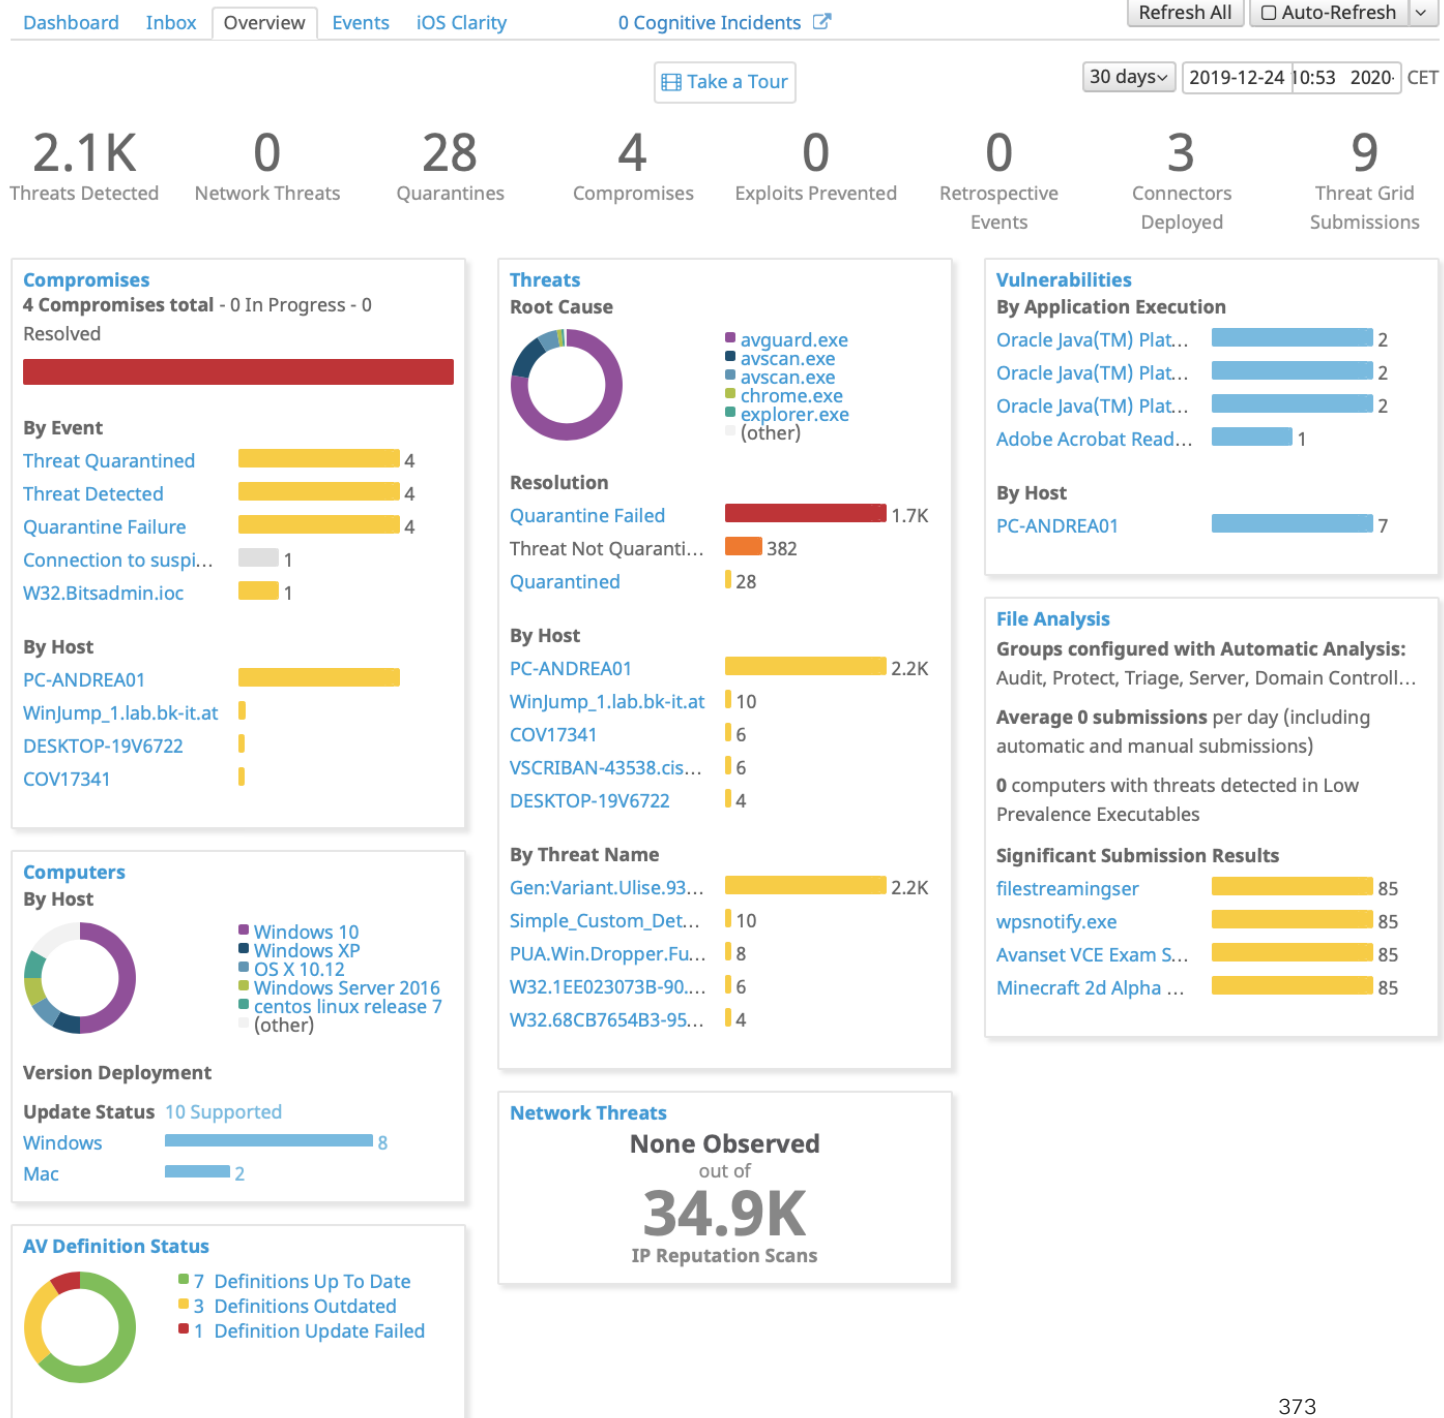 Dashboard Inbox Overview Events iOS Clarity 0 Cognitive Incidents Refresh All Auto-Refresh
Take a Tour 30 days 2019-12-24 10:53 2020- CET
2.1K 0 28 4 0 0 3 9
Threats Detected Network Threats Quarantines Compromises Exploits Prevented Retrospective Events Connectors Deployed Threat Grid Submissions
Compromises
4 Compromises total - 0 In Progress - 0
Resolved
By Event
Threat Quarantined 4
Threat Detected 4
Quarantine Failure 4
Connection to suspi... 1
W32.Bitsadmin.ioc 1
By Host
PC-ANDREA01
WinJump_1.lab.bk-it.at
DESKTOP-19V6722
COV17341
Computers
By Host
Windows 10
Windows XP
OS X 10.12
Windows Server 2016
centos linux release 7
(other)
Version Deployment
Update Status 10 Supported
Windows 8
Mac 2
AV Definition Status
7 Definitions Up To Date
3 Definitions Outdated
1 Definition Update Failed
Threats
Root Cause
avguard.exe
avscan.exe
avscan.exe
chrome.exe
explorer.exe
(other)
Resolution
Quarantine Failed 1.7K
Threat Not Quaranti... 382
Quarantined 28
By Host
PC-ANDREA01 2.2K
WinJump_1.lab.bk-it.at 10
COV17341 6
VSCRIBAN-43538.cis... 6
DESKTOP-19V6722 4
By Threat Name
Gen:Variant.Ulise.93... 2.2K
Simple_Custom_Det... 10
PUA.Win.Dropper.Fu... 8
W32.1EE023073B-90.... 6
W32.68CB7654B3-95... 4
Network Threats
None Observed
out of
34.9K
IP Reputation Scans
Vulnerabilities
By Application Execution
Oracle Java(TM) Plat... 2
Oracle Java(TM) Plat... 2
Oracle Java(TM) Plat... 2
Adobe Acrobat Read... 1
By Host
PC-ANDREA01 7
File Analysis
Groups configured with Automatic Analysis:
Audit, Protect, Triage, Server, Domain Controll...
Average 0 submissions per day (including
automatic and manual submissions)
0 computers with threats detected in Low
Prevalence Executables
Significant Submission Results
filestreamingser 85
wpsnotify.exe 85
Avanset VCE Exam S... 85
Minecraft 2d Alpha ... 85
373